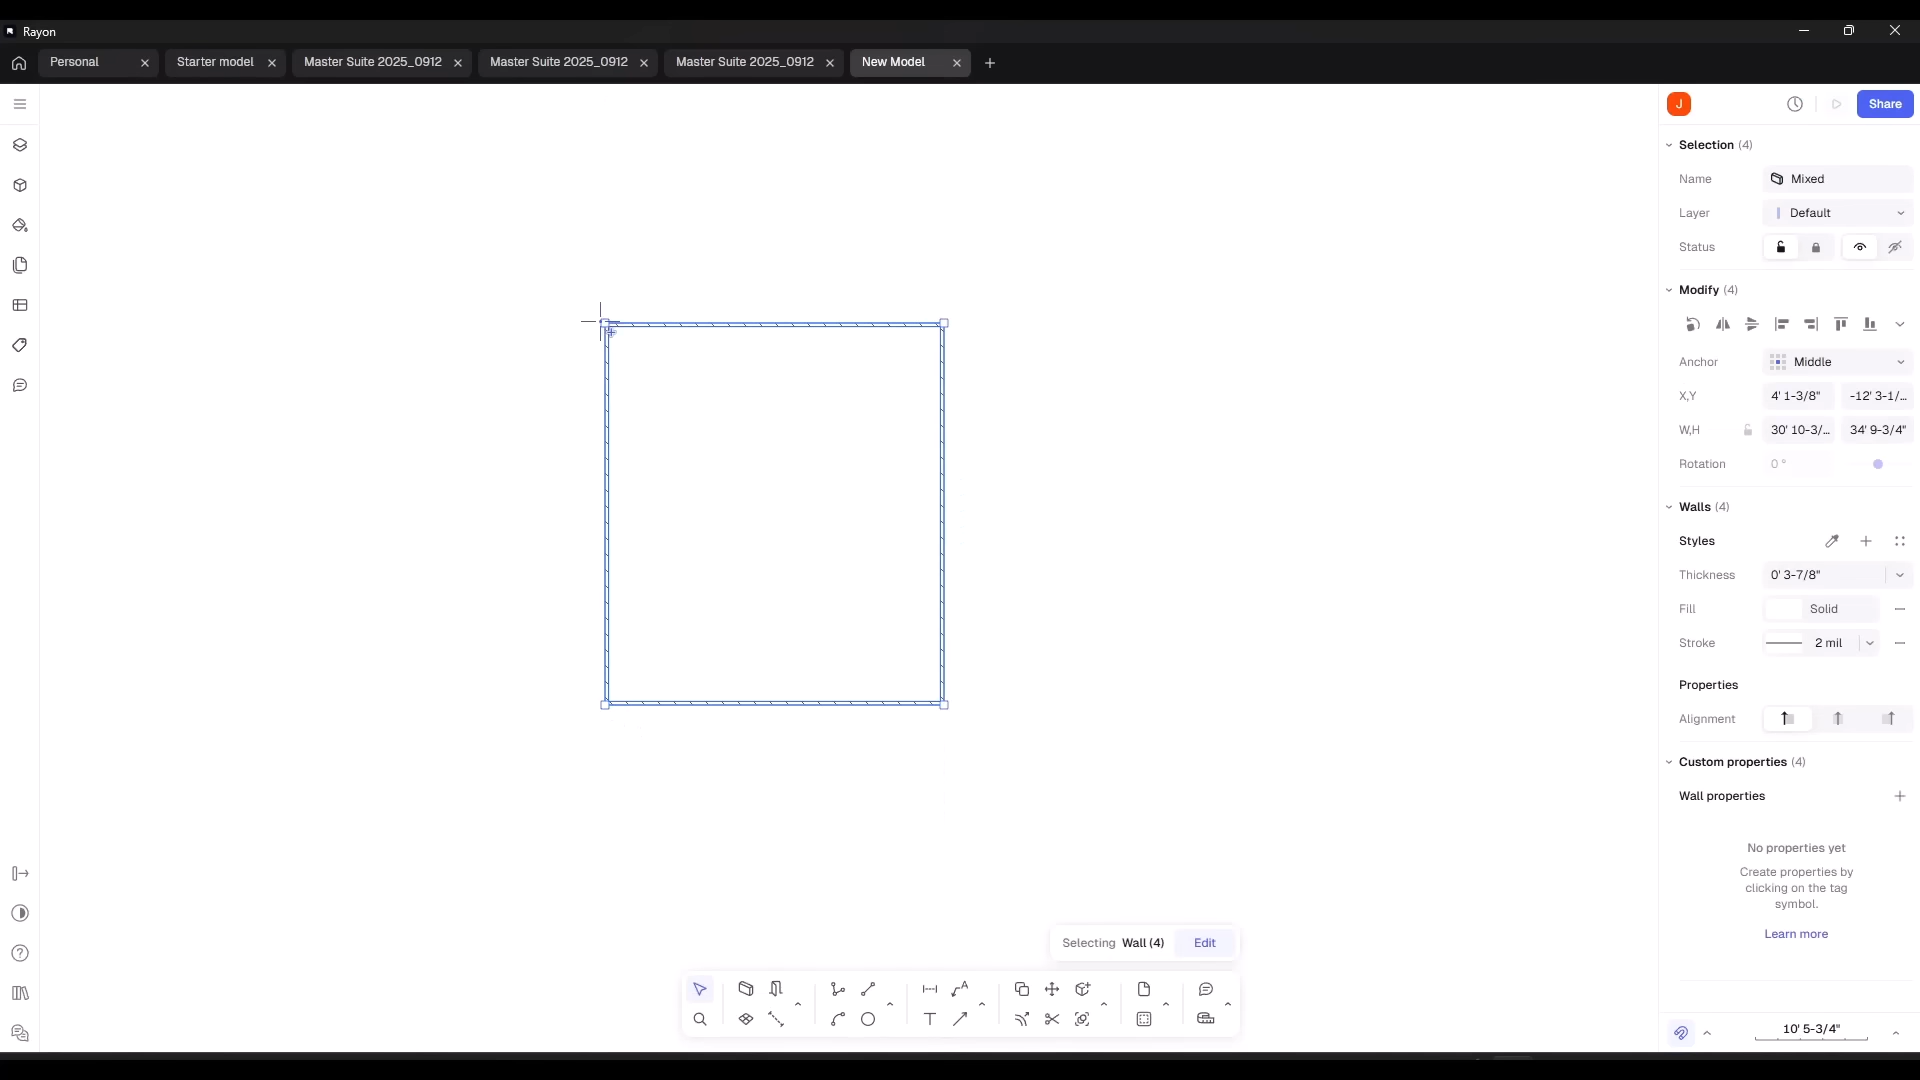 Rayon
Personal
Starter model
Master Suite 2025_0912
Master Suite 2025_0912
Master Suite 2025_0912
New Model
J
Share
Selection (4)
Name Mixed
Layer Default
Status
Modify (4)
Anchor Middle
X,Y 4' 1-3/8" -12' 3-1/...
W,H 30' 10-3/... 34' 9-3/4"
Rotation 0 °
Walls (4)
Styles
Thickness 0' 3-7/8"
Fill Solid
Stroke 2 mil
Properties
Alignment
Custom properties (4)
Wall properties
No properties yet
Create properties by
clicking on the tag
symbol.
Learn more
Selecting Wall (4) Edit
10' 5-3/4"